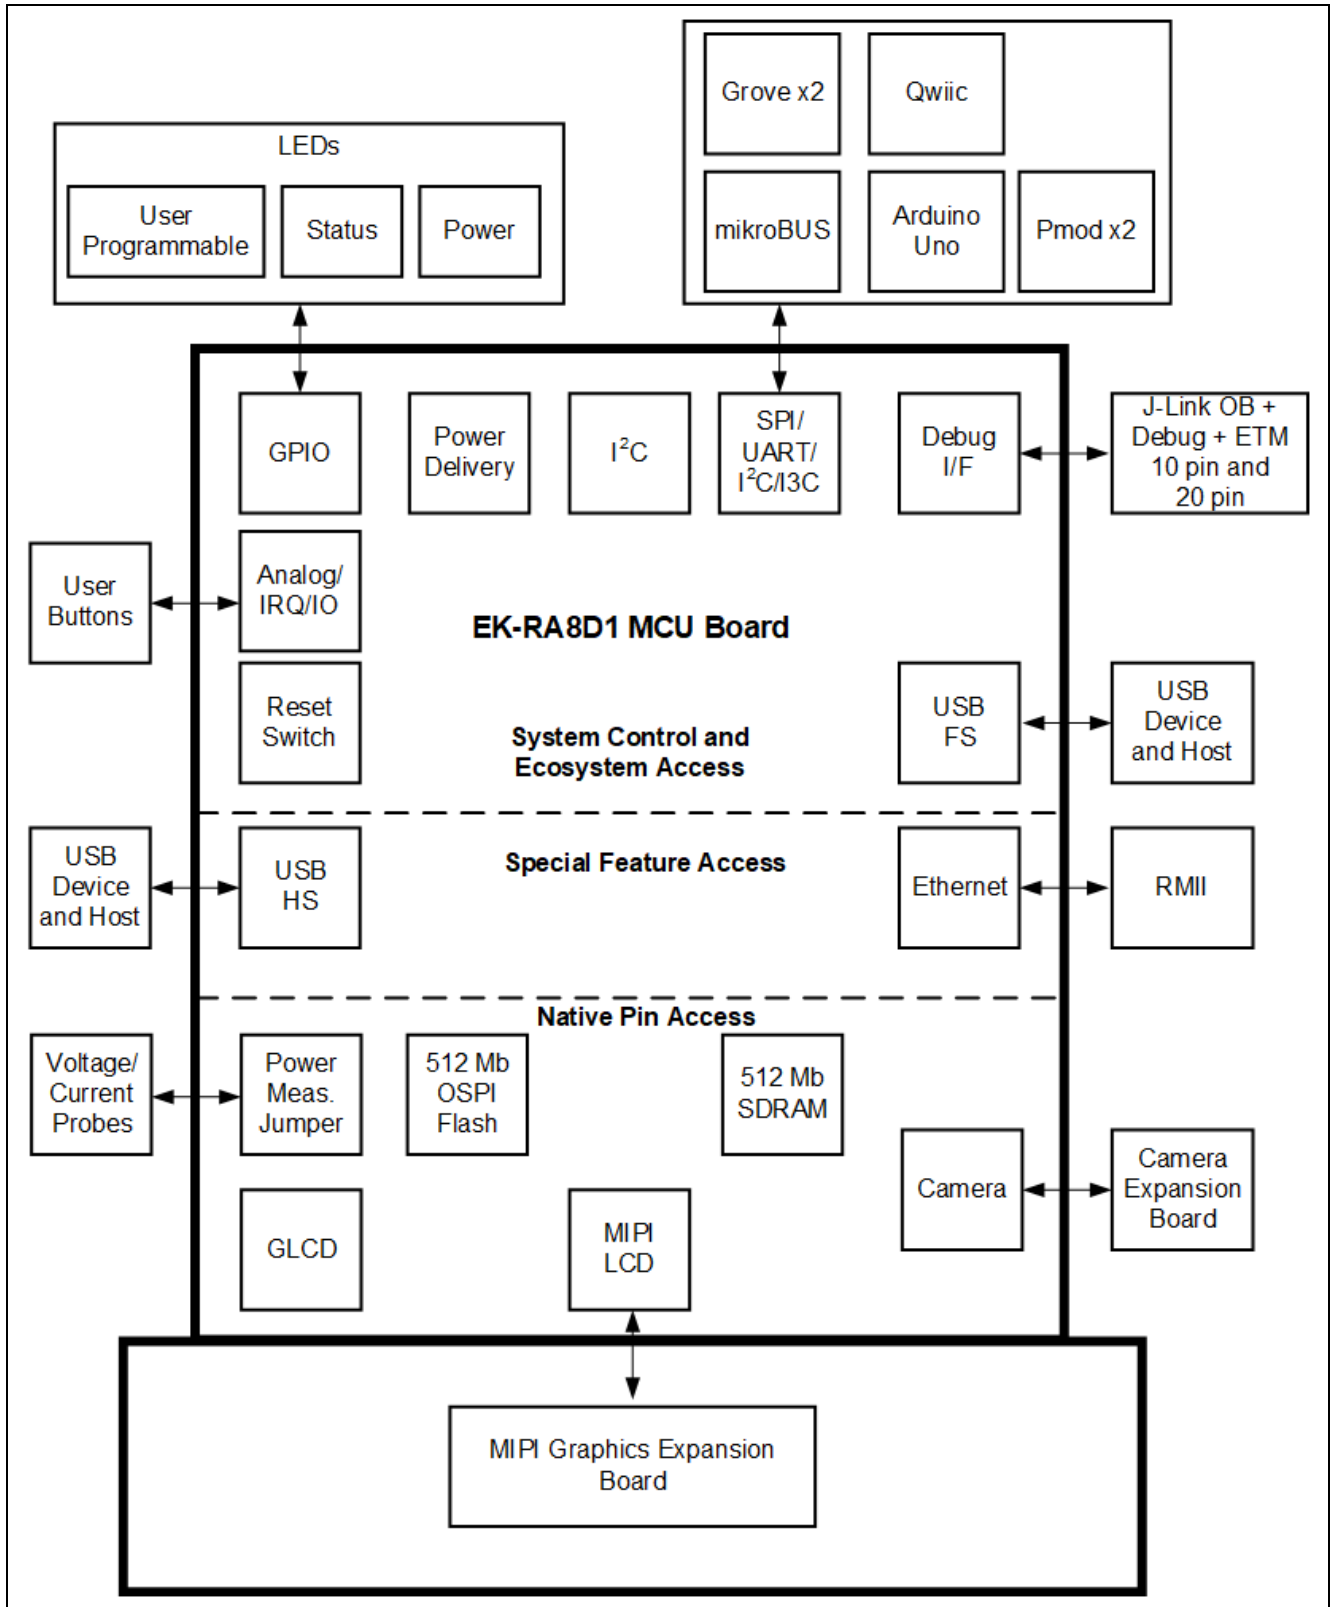 Grove x2
Qwiic
LEDs
User
Programmable
Status
Power
mikroBUS
Arduino
Uno
Pmod x2
GPIO
Power
Delivery
I²C
SPI/
UART/
I²C/I3C
Debug
I/F
J-Link OB +
Debug + ETM
10 pin and
20 pin
User
Buttons
Analog/
IRQ/IO
EK-RA8D1 MCU Board
Reset
Switch
System Control and
Ecosystem Access
USB
FS
USB
Device
and Host
USB
Device
and Host
USB
HS
Special Feature Access
Ethernet
RMII
Native Pin Access
Voltage/
Current
Probes
Power
Meas.
Jumper
512 Mb
OSPI
Flash
512 Mb
SDRAM
Camera
Camera
Expansion
Board
GLCD
MIPI
LCD
MIPI Graphics Expansion
Board